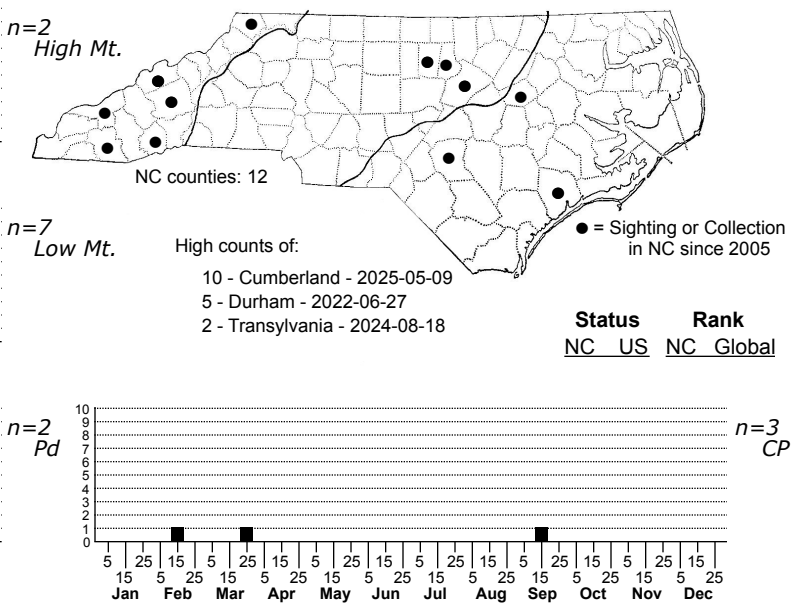 n=2
High Mt.
NC counties: 12
n=7
Low Mt.
High counts of:
10 - Cumberland - 2025-05-09
5 - Durham - 2022-06-27
2 - Transylvania - 2024-08-18
● = Sighting or Collection
in NC since 2005
Status Rank
NC US NC Global
n=2
Pd
n=3
CP
10
9
8
7
6
5
4
3
2
1
0
5 25 15 5 25 15 5 25 15 5 25 15 5 25 15 5 25 15
15 5 25 15 5 25 15 5 25 15 5 25 15 5 25 15 5 25
Jan Feb Mar Apr May Jun Jul Aug Sep Oct Nov Dec